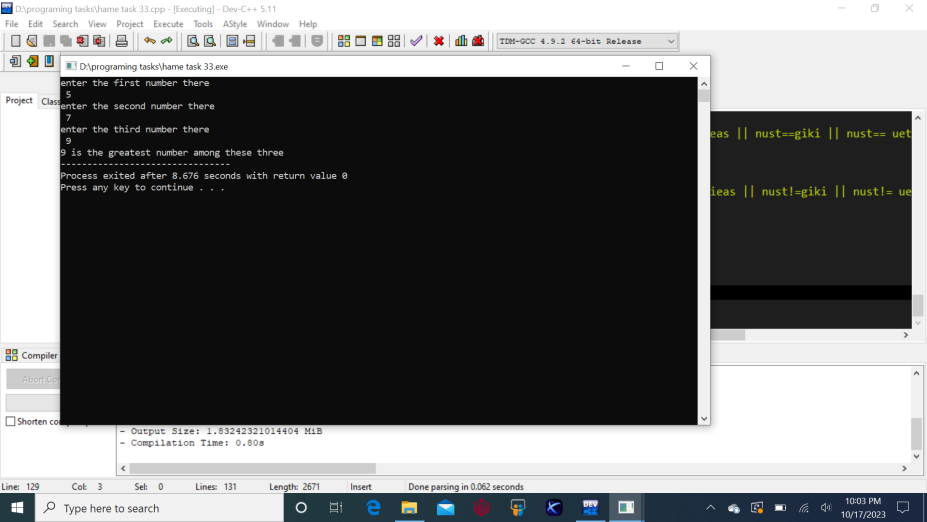 D:\programing tasks\hame task 33.cpp - [Executing] - Dev-C++ 5.11
File Edit Search View Project Execute Tools AStyle Window Help
TDM-GCC 4.9.2 64-bit Release
D:\programing tasks\hame task 33.exe
Project Clas
enter the first number there
5
enter the second number there
7
enter the third number there
9
9 is the greatest number among these three
--------------------------------
Process exited after 8.676 seconds with return value 0
Press any key to continue . . .
eas || nust==giki || nust== uet
ieas || nust!=giki || nust!= ue
Compiler
Abort Co
Shorten co
- Output Size: 1.83242321014404 MiB
- Compilation Time: 0.80s
Line: 129 Col: 3 Sel: 0 Lines: 131 Length: 2671 Insert Done parsing in 0.062 seconds
Type here to search
DEV
10:03 PM
10/17/2023